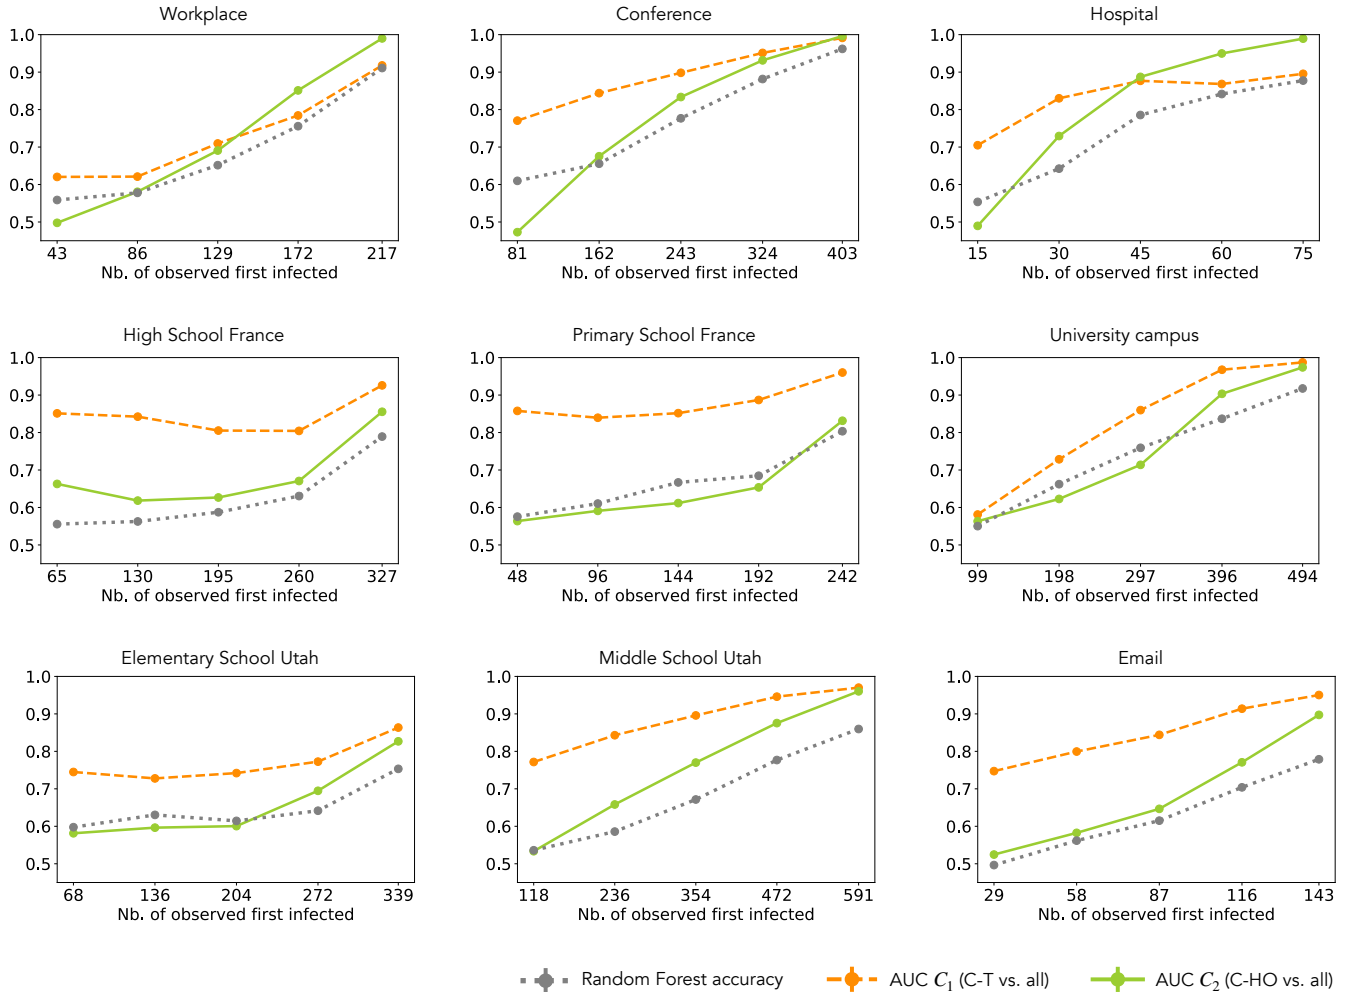 Workplace
Conference
Hospital
1.0
0.9
0.8
0.7
0.6
0.5
43 86 129 172 217
Nb. of observed first infected
1.0
0.9
0.8
0.7
0.6
0.5
81 162 243 324 403
Nb. of observed first infected
1.0
0.9
0.8
0.7
0.6
0.5
15 30 45 60 75
Nb. of observed first infected
High School France
Primary School France
University campus
1.0
0.9
0.8
0.7
0.6
0.5
65 130 195 260 327
Nb. of observed first infected
1.0
0.9
0.8
0.7
0.6
0.5
48 96 144 192 242
Nb. of observed first infected
1.0
0.9
0.8
0.7
0.6
0.5
99 198 297 396 494
Nb. of observed first infected
Elementary School Utah
Middle School Utah
Email
1.0
0.9
0.8
0.7
0.6
0.5
68 136 204 272 339
Nb. of observed first infected
1.0
0.9
0.8
0.7
0.6
0.5
118 236 354 472 591
Nb. of observed first infected
1.0
0.9
0.8
0.7
0.6
0.5
29 58 87 116 143
Nb. of observed first infected
Random Forest accuracy
AUC C₁ (C-T vs. all)
AUC C₂ (C-HO vs. all)